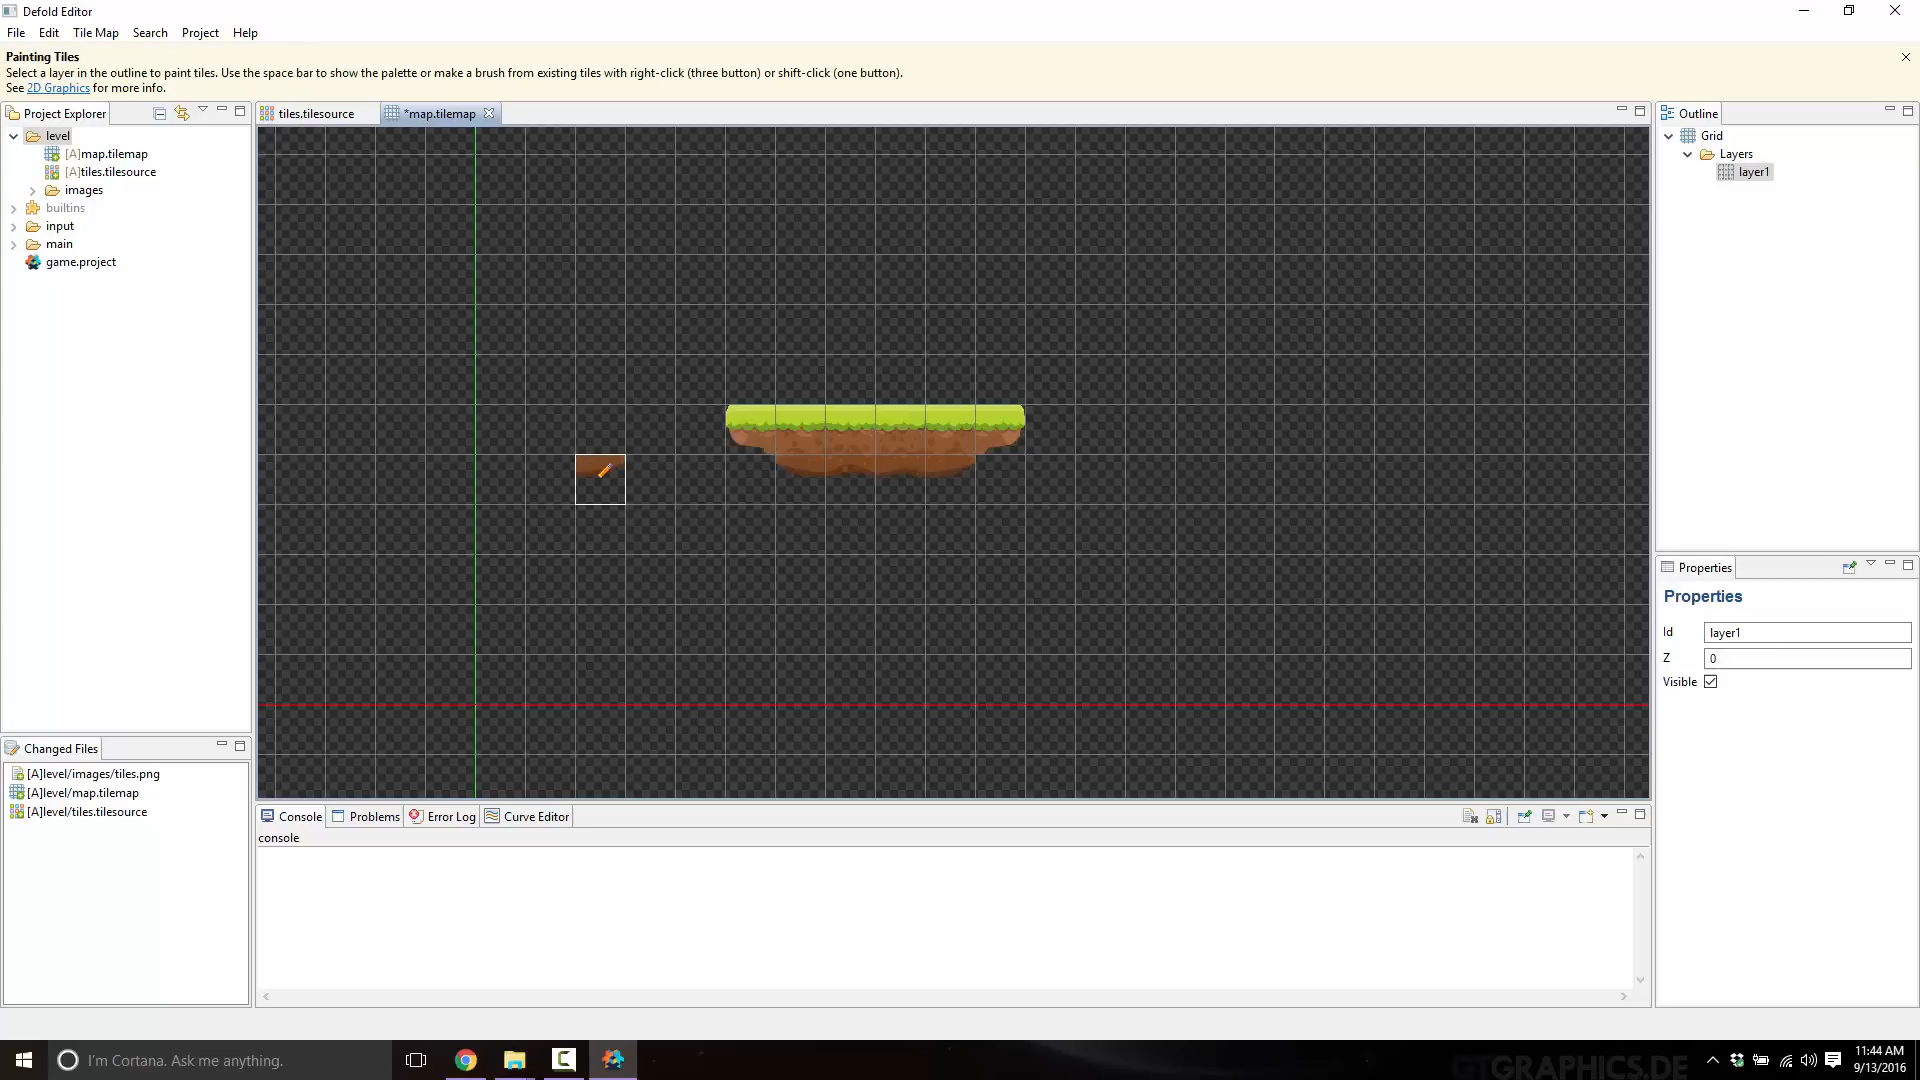 Defold Editor
File Edit Tile Map Search Project Help
Painting Tiles
Select a layer in the outline to paint tiles. Use the space bar to show the palette or make a brush from existing tiles with right-click (three button) or shift-click (one button).
See 2D Graphics for more info.
Project Explorer
level
[A]map.tilemap
[A]tiles.tilesource
images
builtins
input
main
game.project
tiles.tilesource
*map.tilemap
Outline
Grid
Layers
layer1
Properties
Properties
Id layer1
Z 0
Visible
Changed Files
[A]level/images/tiles.png
[A]level/map.tilemap
[A]level/tiles.tilesource
Console Problems Error Log Curve Editor
console
I'm Cortana. Ask me anything.
GTGRAPHICS.DE
11:44 AM
9/13/2016